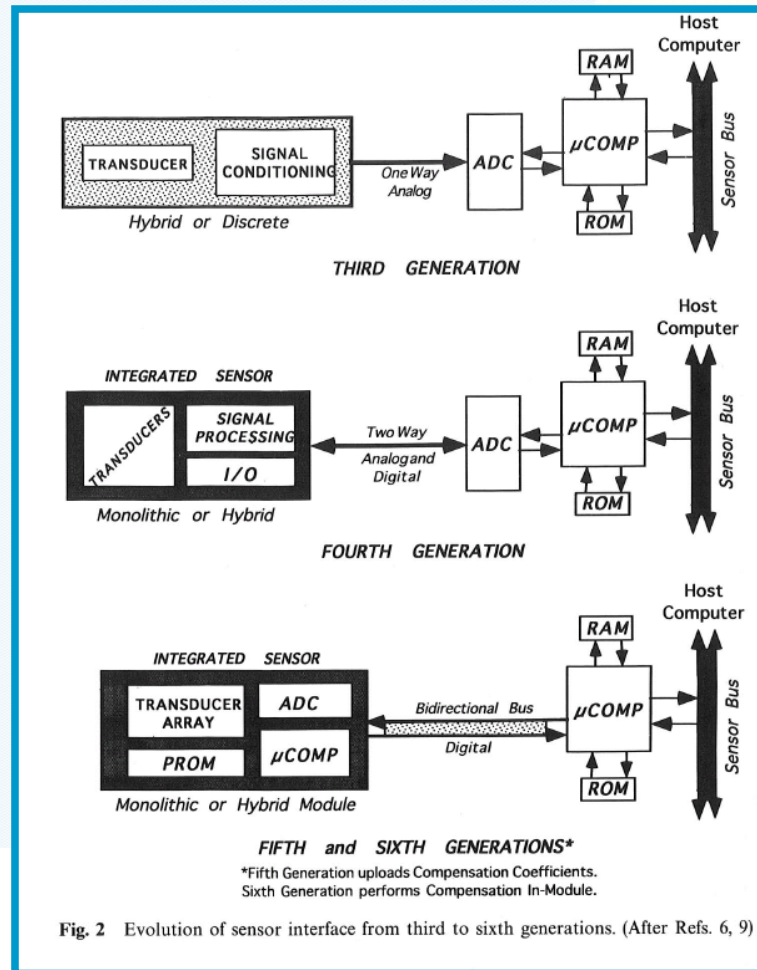 Host
Computer
RAM
TRANSDUCER
SIGNAL
CONDITIONING
One Way
Analog
ADC
μCOMP
ROM
Sensor Bus
Hybrid or Discrete
THIRD GENERATION
Host
Computer
INTEGRATED SENSOR
RAM
TRANSDUCERS
SIGNAL
PROCESSING
I/O
Two Way
Analog and
Digital
ADC
μCOMP
ROM
Sensor Bus
Monolithic or Hybrid
FOURTH GENERATION
Host
Computer
INTEGRATED SENSOR
RAM
TRANSDUCER
ARRAY
ADC
PROM
μCOMP
Bidirectional Bus
Digital
μCOMP
ROM
Sensor Bus
Monolithic or Hybrid Module
FIFTH and SIXTH GENERATIONS*
*Fifth Generation uploads Compensation Coefficients.
Sixth Generation performs Compensation In-Module.
Fig. 2 Evolution of sensor interface from third to sixth generations. (After Refs. 6, 9)